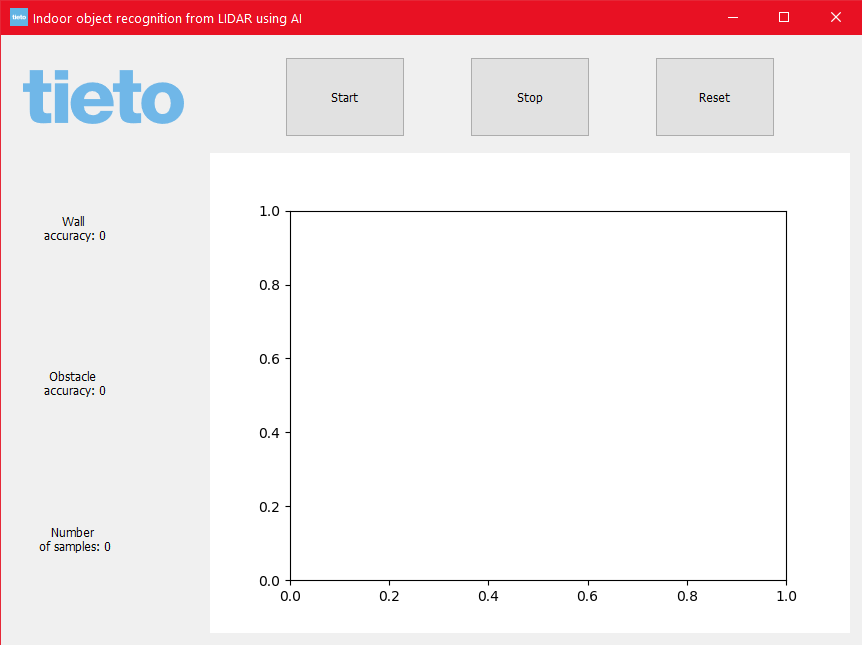 tieto Indoor object recognition from LIDAR using AI
tieto
Start
Stop
Reset
Wall
accuracy: 0
Obstacle
accuracy: 0
Number
of samples: 0
1.0
0.8
0.6
0.4
0.2
0.0
0.0 0.2 0.4 0.6 0.8 1.0